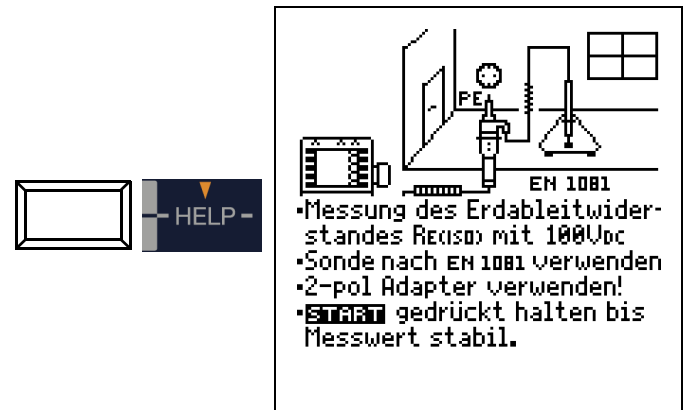 HELP
PE
EN 1081
•Messung des Erdableitwider-
standes RE(ISO) mit 100VDC
•Sonde nach EN 1081 verwenden
•2-pol Adapter verwenden!
•START gedrückt halten bis
Messwert stabil.